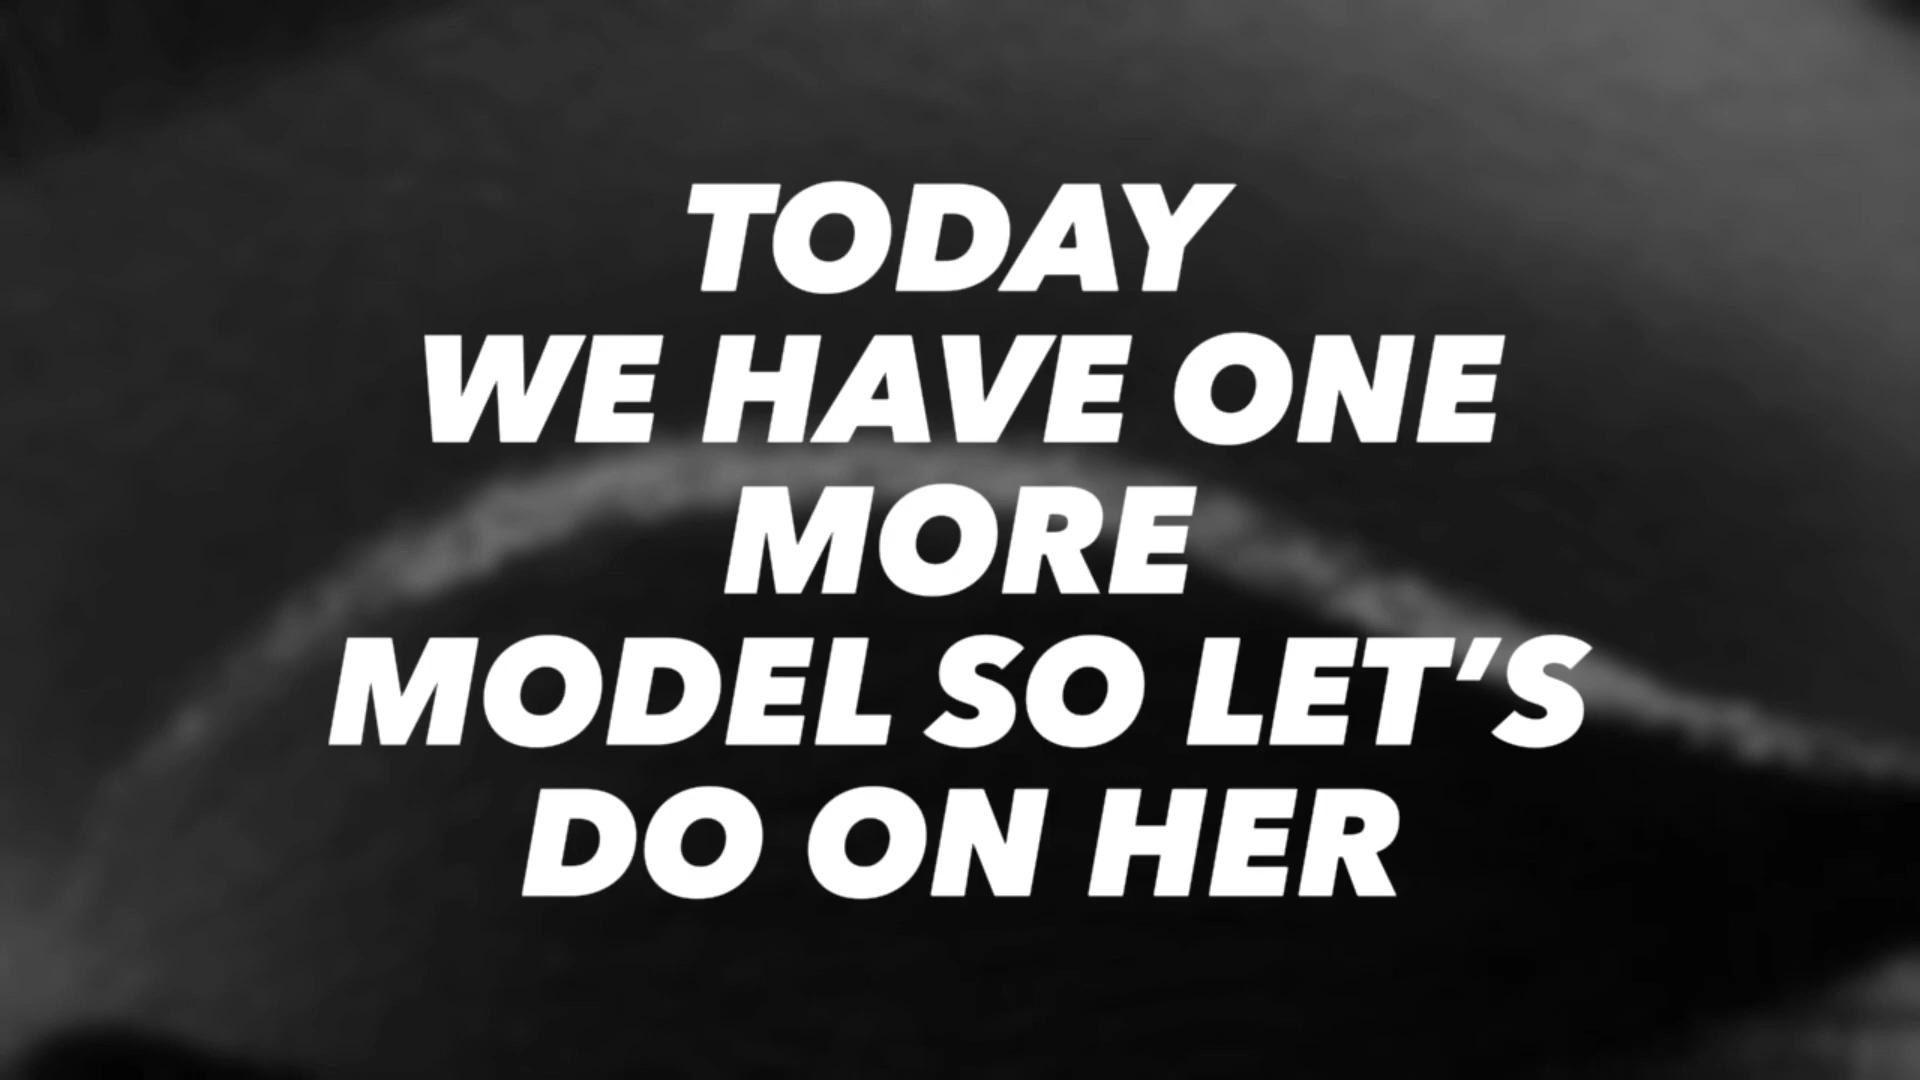 TODAY
WE HAVE ONE
MORE
MODEL SO LET’S
DO ON HER